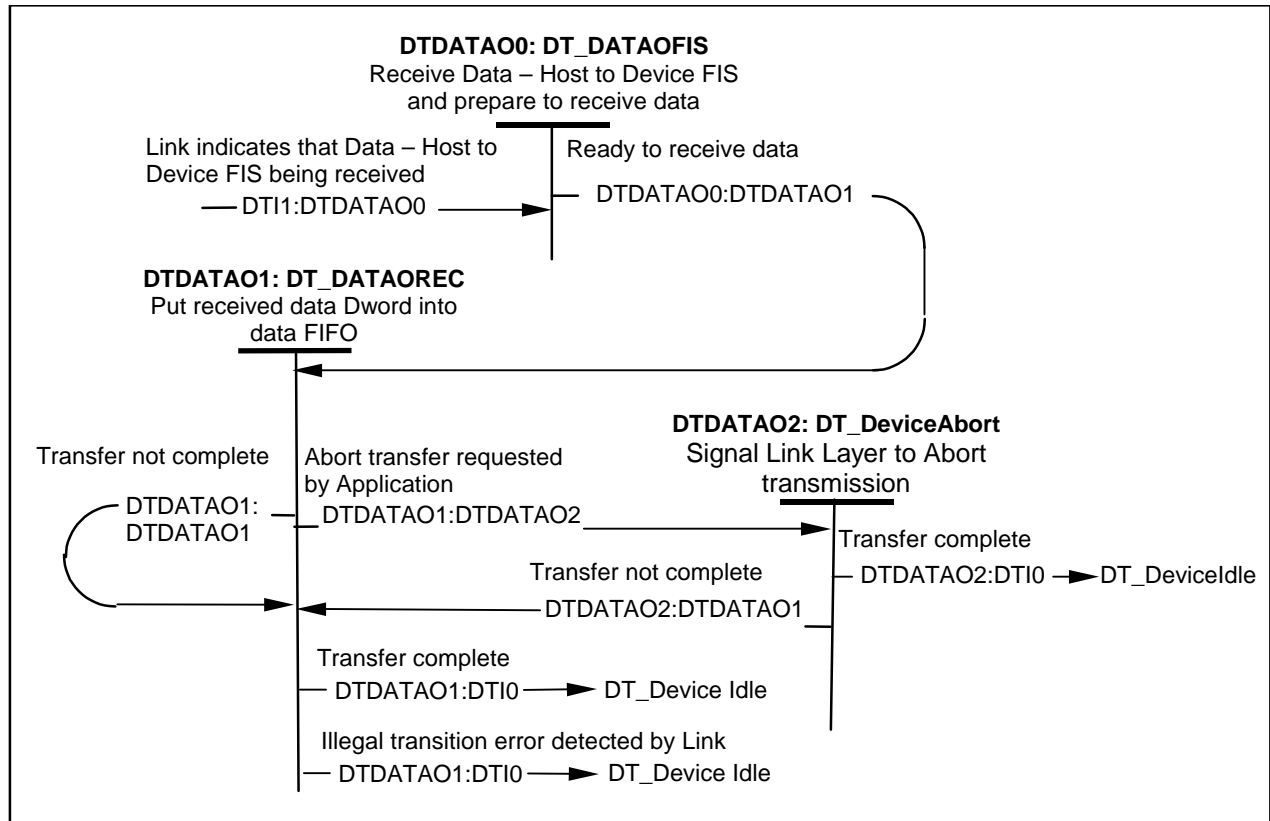 DTDATAO0: DT_DATAOFIS
Receive Data – Host to Device FIS
and prepare to receive data
Link indicates that Data – Host to
Device FIS being received
DTI1:DTDATAO0
Ready to receive data
DTDATAO0:DTDATAO1
DTDATAO1: DT_DATAOREC
Put received data Dword into
data FIFO
Transfer not complete
DTDATAO1:
DTDATAO1
Abort transfer requested
by Application
DTDATAO1:DTDATAO2
DTDATAO2: DT_DeviceAbort
Signal Link Layer to Abort
transmission
Transfer complete
DTDATAO2:DTI0
DT_DeviceIdle
Transfer not complete
DTDATAO2:DTDATAO1
Transfer complete
DTDATAO1:DTI0
DT_Device Idle
Illegal transition error detected by Link
DTDATAO1:DTI0
DT_Device Idle